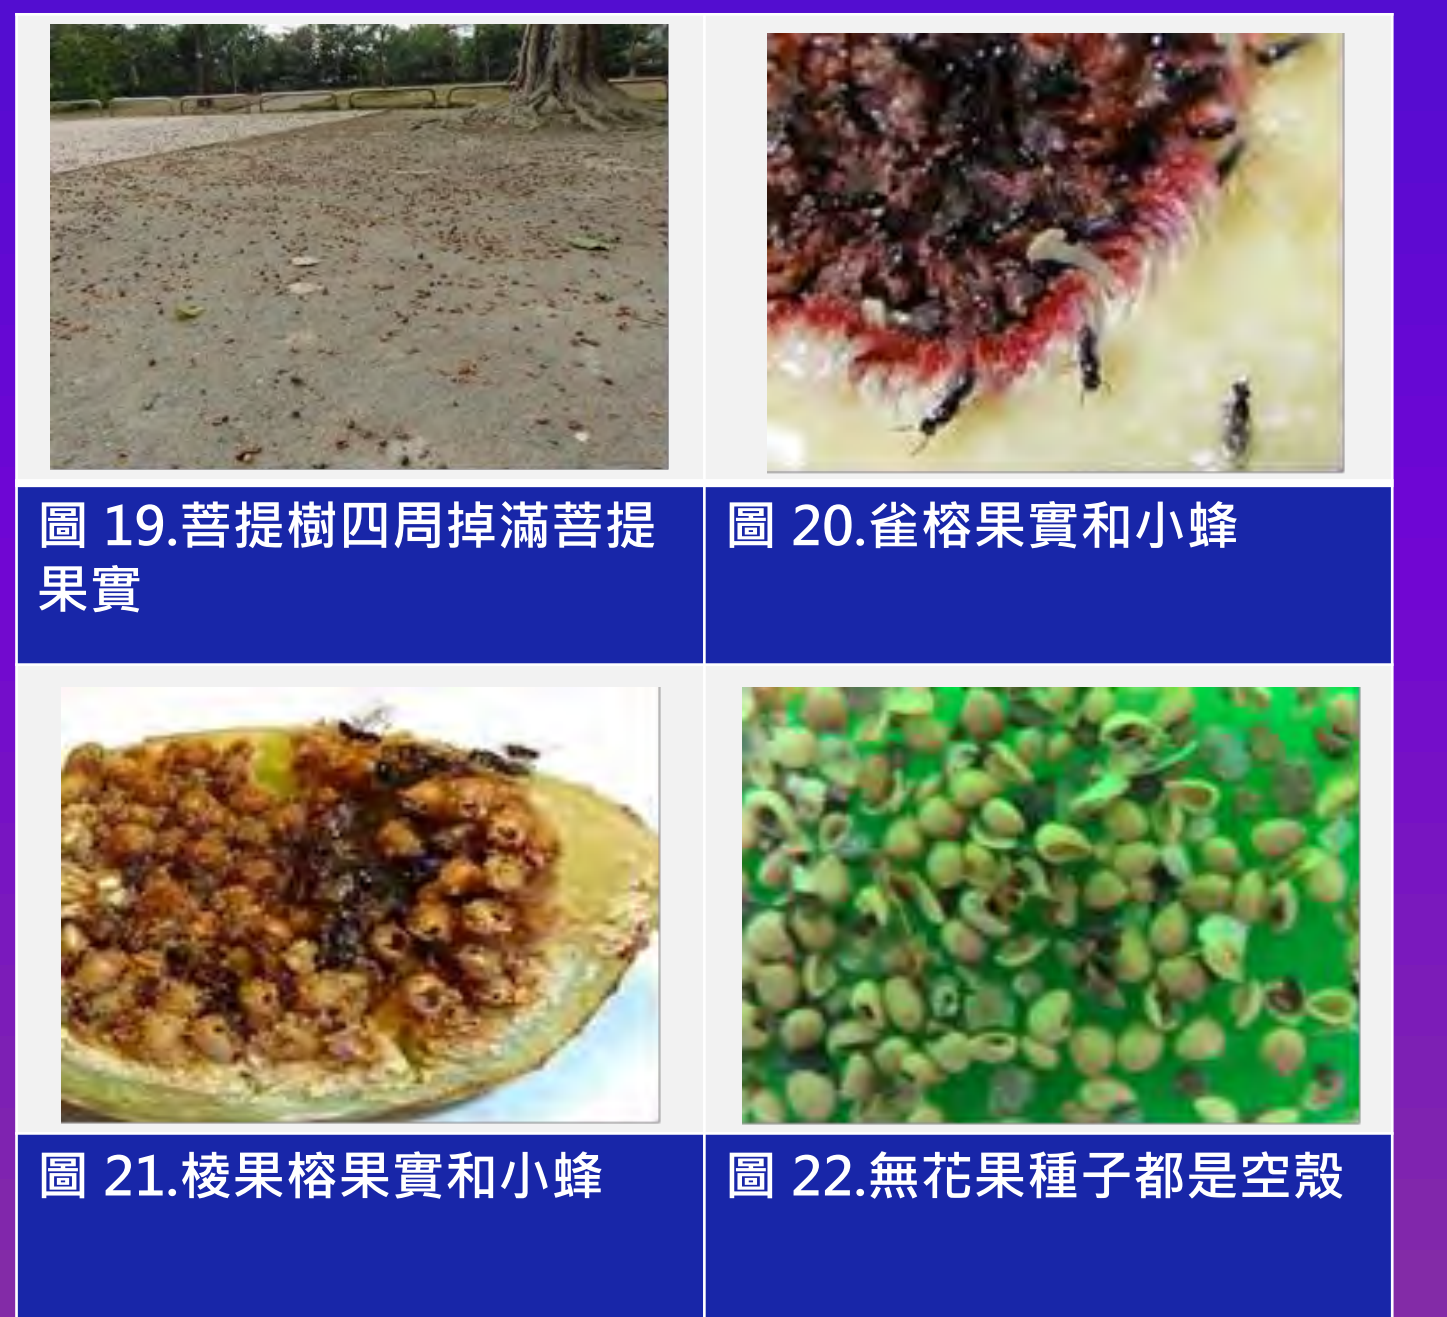 圖 19.菩提樹四周掉滿菩提
果實
圖 20.雀榕果實和小蜂
圖 21.棱果榕果實和小蜂
圖 22.無花果種子都是空殼